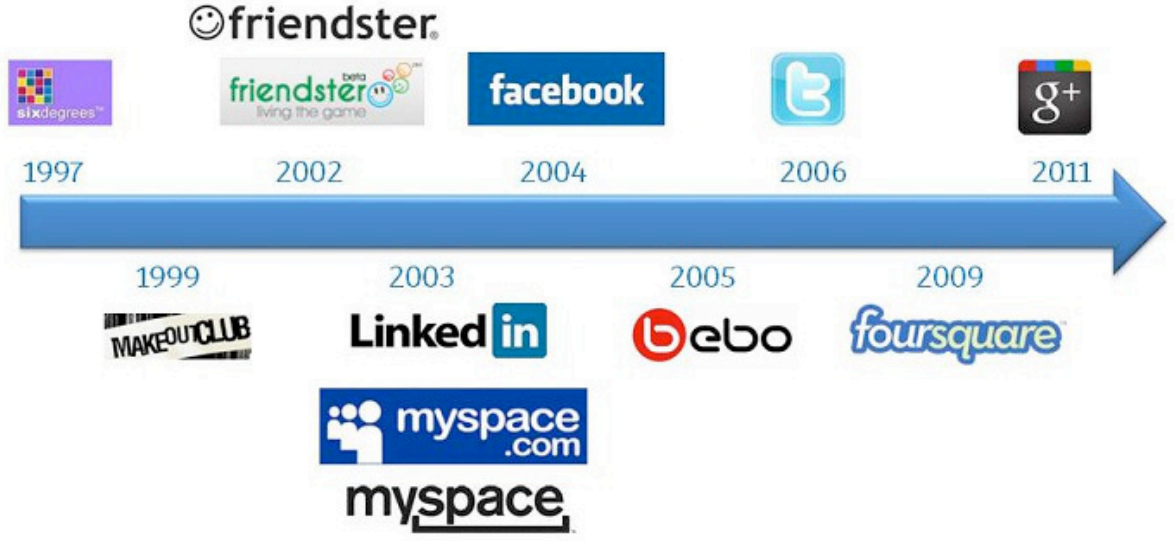 friendster®
sixdegrees™
friendster beta
living the game
facebook
t
g+
1997
2002
2004
2006
2011
1999
2003
2005
2009
MAKEOUTCLUB
Linked in
bebo
foursquare
myspace
.com
myspace